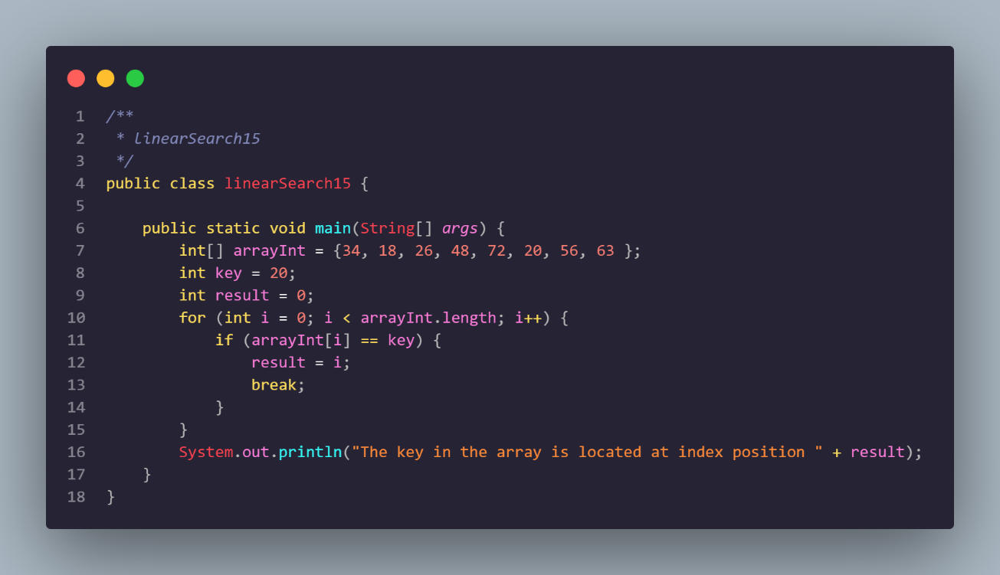 1 /**
2  * linearSearch15
3  */
4 public class linearSearch15 {
5
6     public static void main(String[] args) {
7         int[] arrayInt = {34, 18, 26, 48, 72, 20, 56, 63 };
8         int key = 20;
9         int result = 0;
10         for (int i = 0; i < arrayInt.length; i++) {
11             if (arrayInt[i] == key) {
12                 result = i;
13                 break;
14             }
15         }
16         System.out.println("The key in the array is located at index position " + result);
17     }
18 }